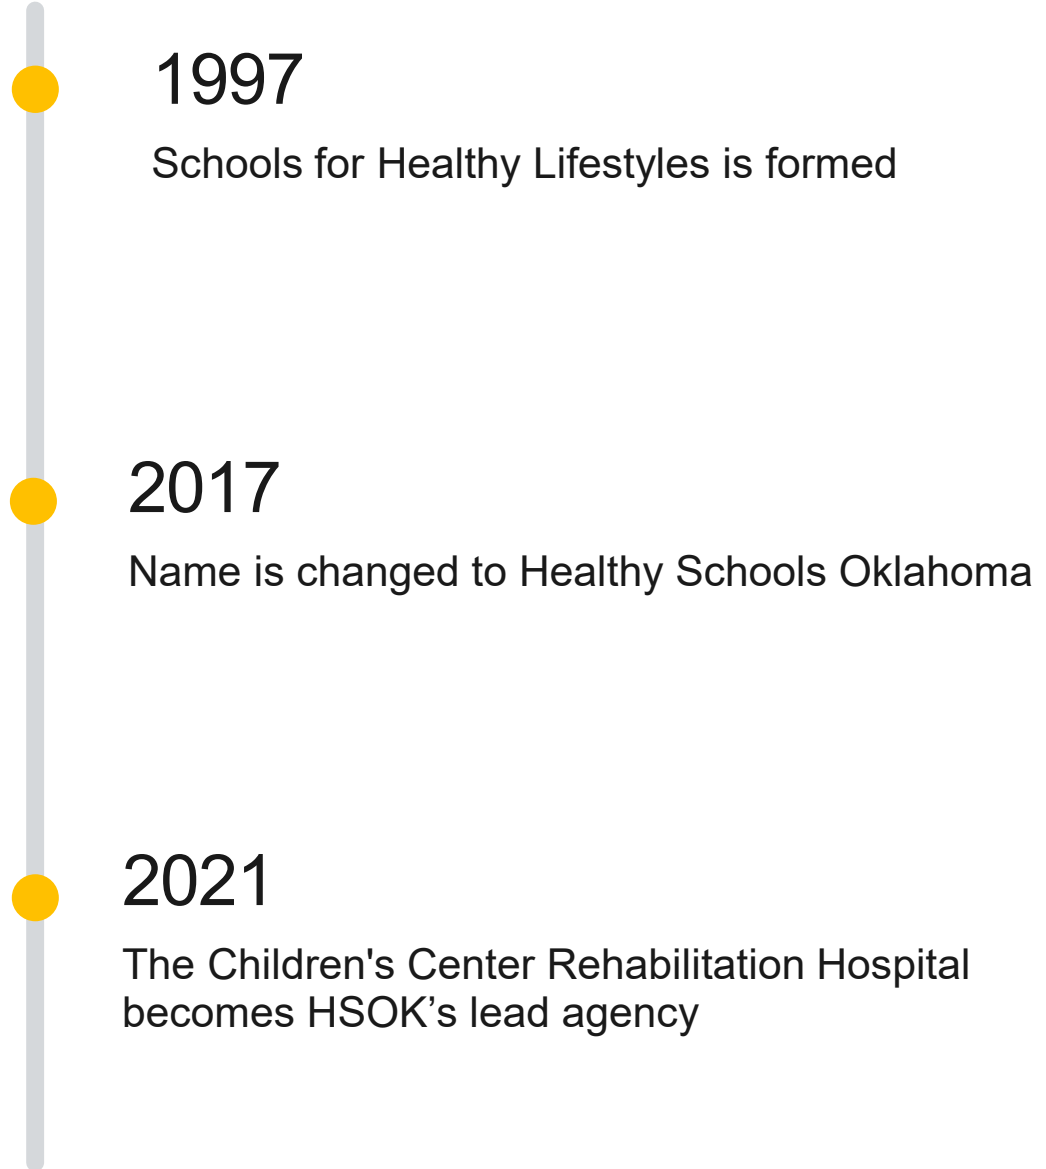 1997
Schools for Healthy Lifestyles is formed
2017
Name is changed to Healthy Schools Oklahoma
2021
The Children's Center Rehabilitation Hospital
becomes HSOK’s lead agency